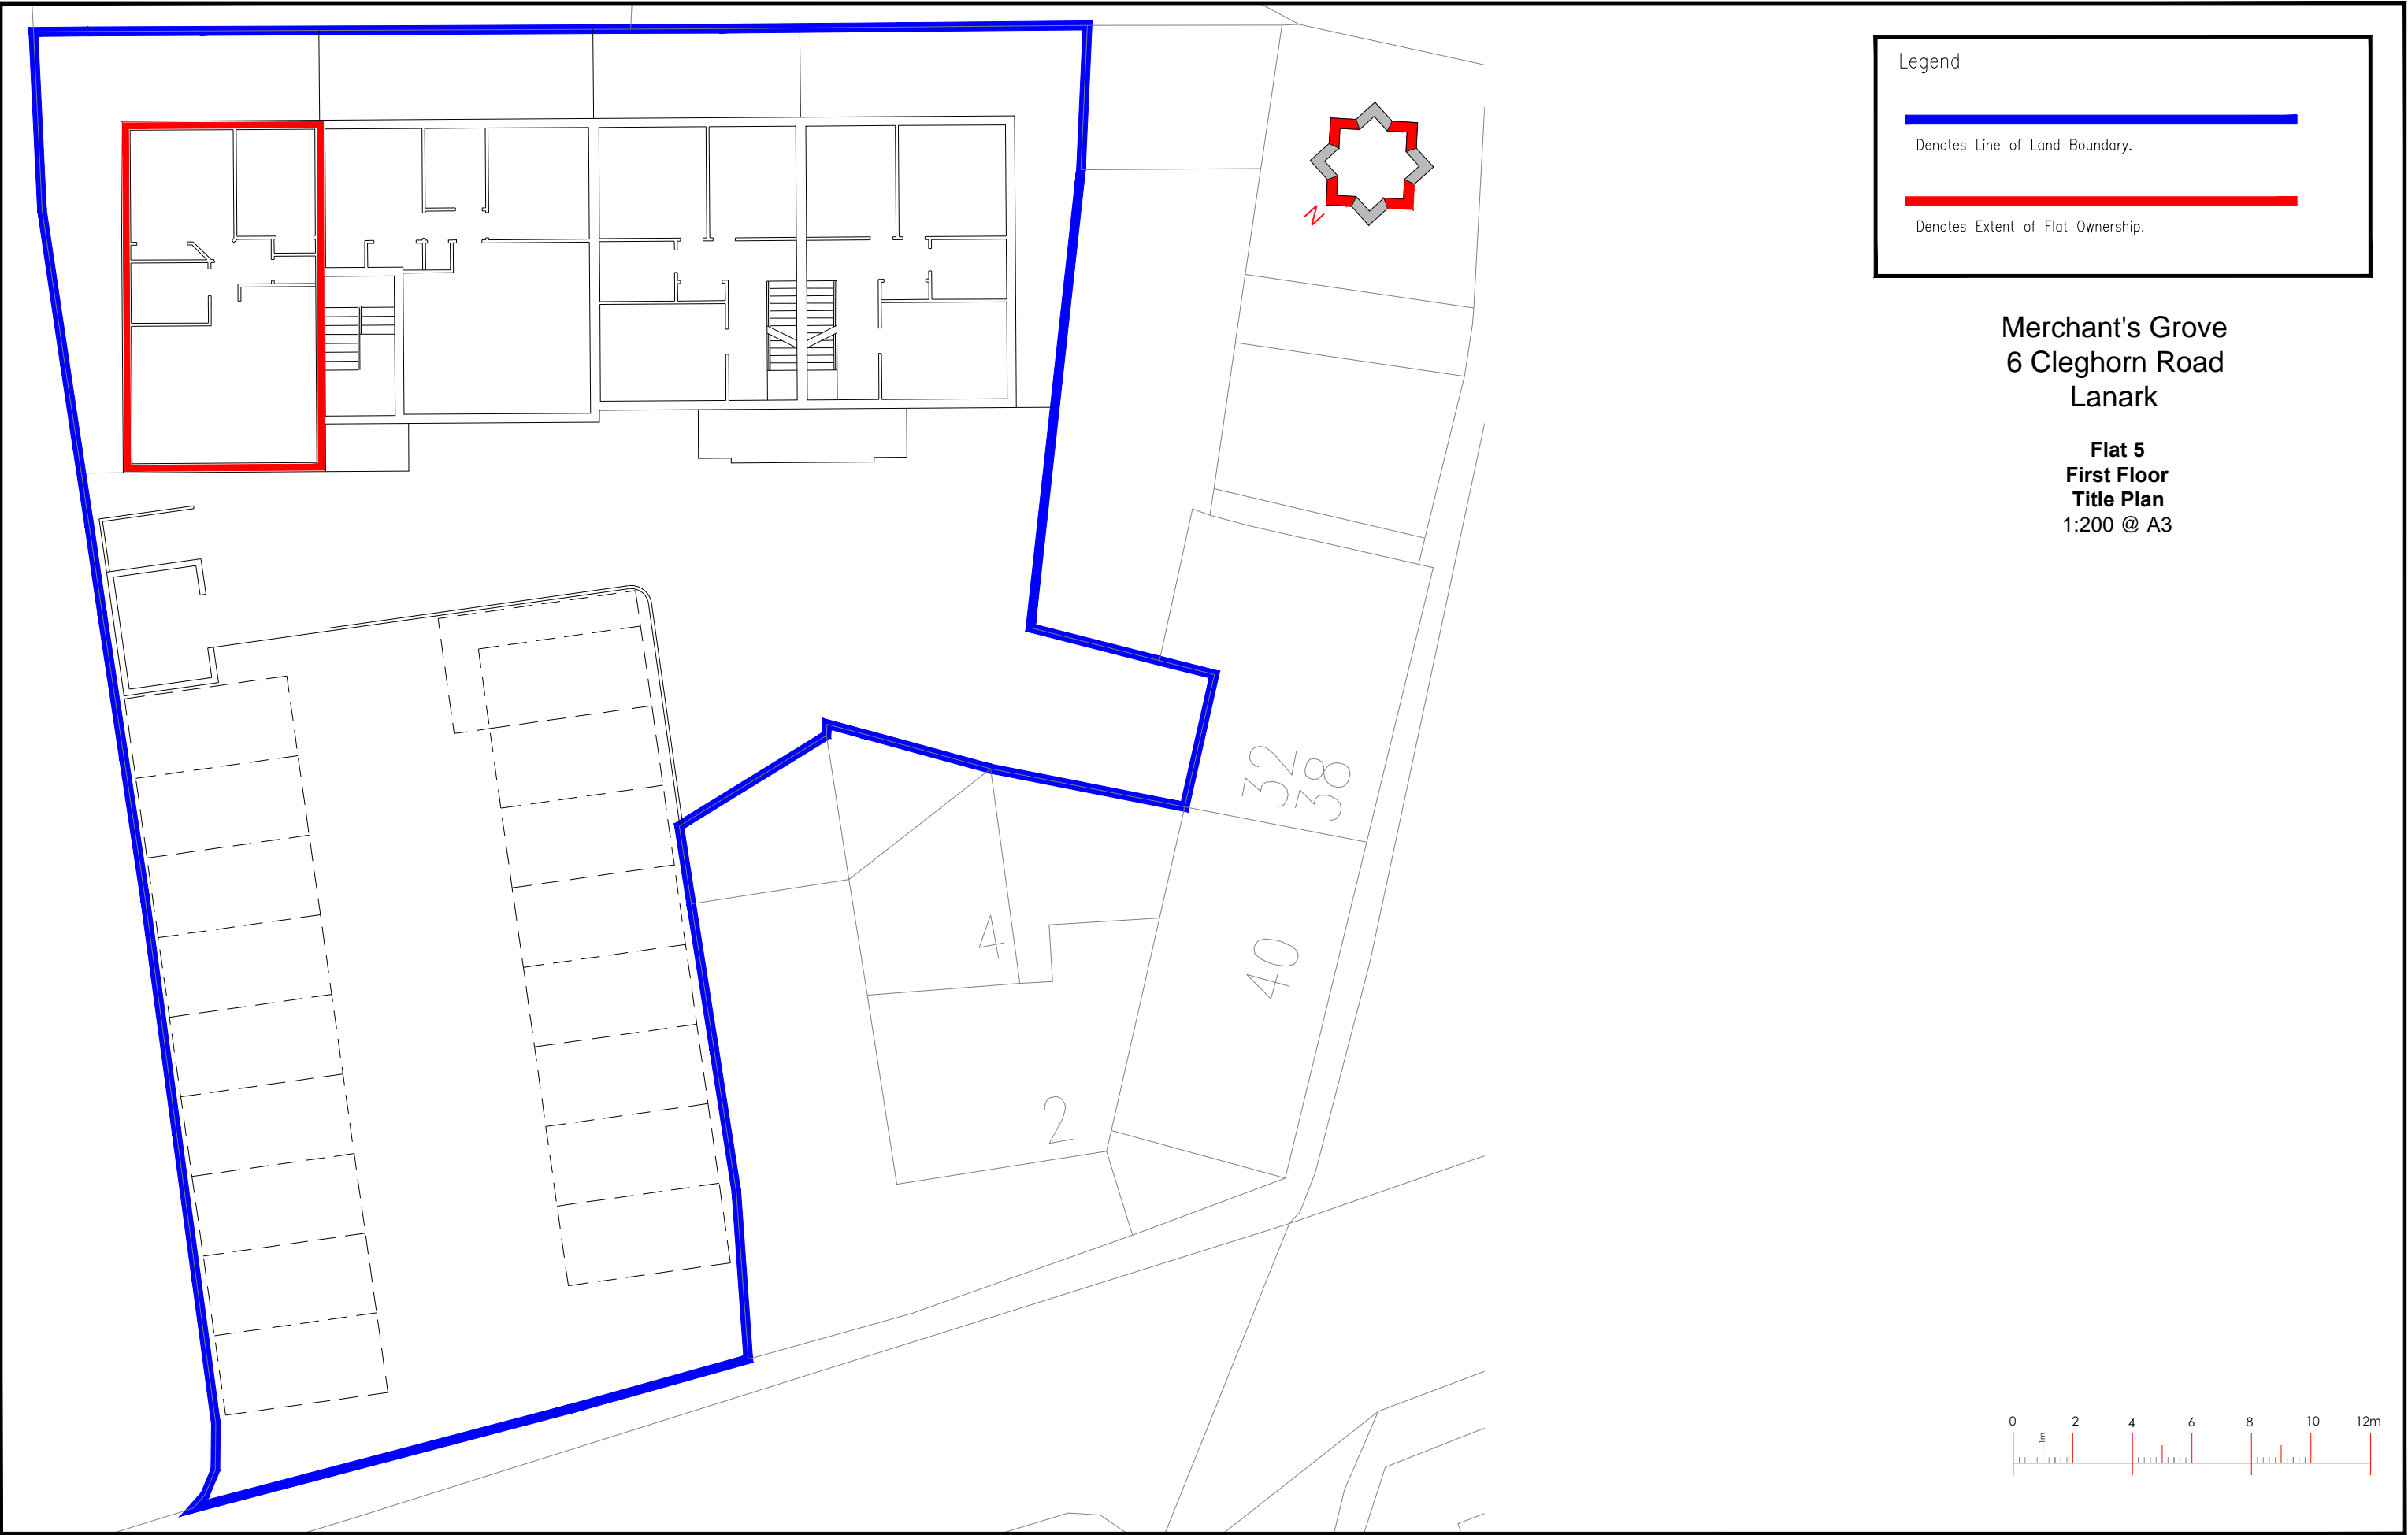 Legend
Denotes Line of Land Boundary.
Denotes Extent of Flat Ownership.
N
Merchant's Grove
6 Cleghorn Road
Lanark
Flat 5
First Floor
Title Plan
1:200 @ A3
32
38
4
40
2
0 2 4 6 8 10 12m
1m